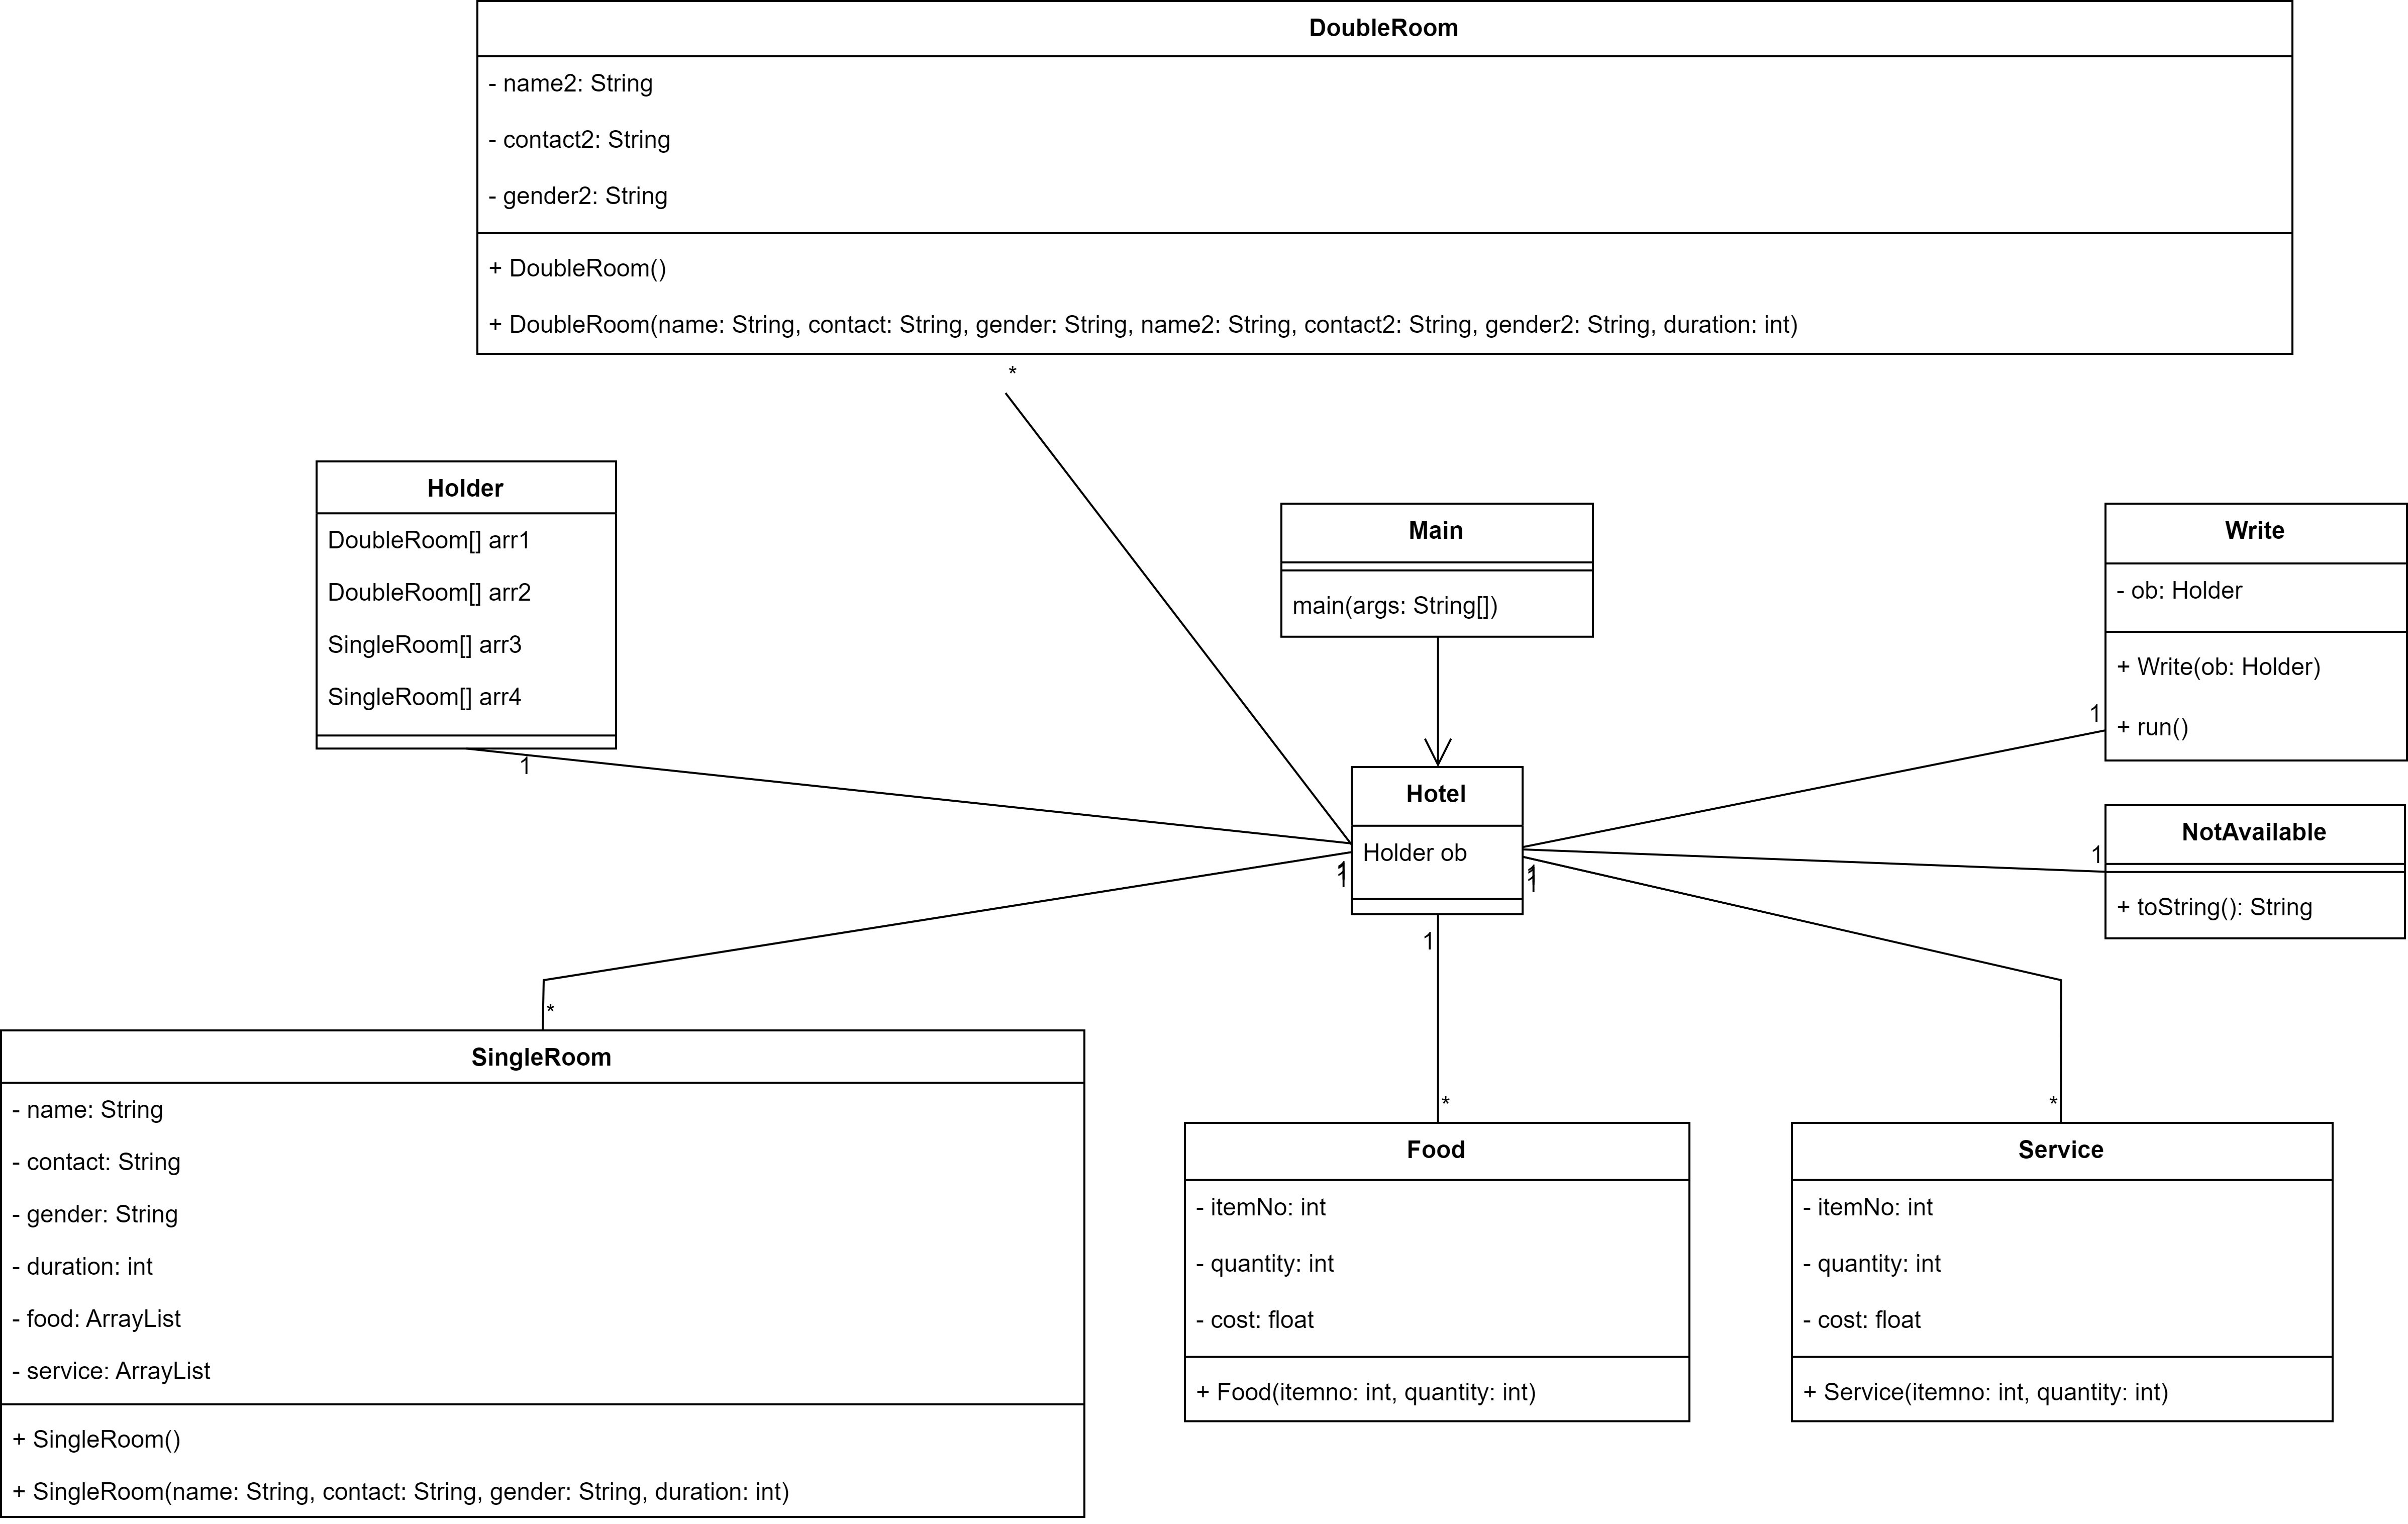 DoubleRoom
- name2: String
- contact2: String
- gender2: String
+ DoubleRoom()
+ DoubleRoom(name: String, contact: String, gender: String, name2: String, contact2: String, gender2: String, duration: int)
*
Holder
DoubleRoom[] arr1
DoubleRoom[] arr2
SingleRoom[] arr3
SingleRoom[] arr4
1
Main
main(args: String[])
Write
- ob: Holder
+ Write(ob: Holder)
+ run()
1
Hotel
Holder ob
1
1
1
NotAvailable
+ toString(): String
1
*
SingleRoom
- name: String
- contact: String
- gender: String
- duration: int
- food: ArrayList
- service: ArrayList
+ SingleRoom()
+ SingleRoom(name: String, contact: String, gender: String, duration: int)
*
Food
- itemNo: int
- quantity: int
- cost: float
+ Food(itemno: int, quantity: int)
*
Service
- itemNo: int
- quantity: int
- cost: float
+ Service(itemno: int, quantity: int)